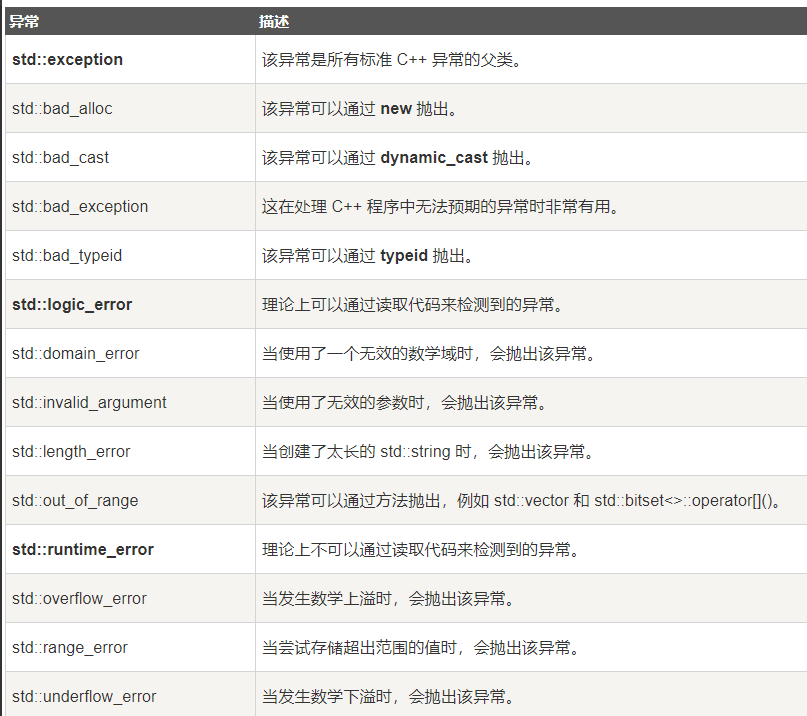 异常 描述
std::exception 该异常是所有标准 C++ 异常的父类。
std::bad_alloc 该异常可以通过 new 抛出。
std::bad_cast 该异常可以通过 dynamic_cast 抛出。
std::bad_exception 这在处理 C++ 程序中无法预期的异常时非常有用。
std::bad_typeid 该异常可以通过 typeid 抛出。
std::logic_error 理论上可以通过读取代码来检测到的异常。
std::domain_error 当使用了一个无效的数学域时，会抛出该异常。
std::invalid_argument 当使用了无效的参数时，会抛出该异常。
std::length_error 当创建了太长的 std::string 时，会抛出该异常。
std::out_of_range 该异常可以通过方法抛出，例如 std::vector 和 std::bitset<>::operator[]()。
std::runtime_error 理论上不可以通过读取代码来检测到的异常。
std::overflow_error 当发生数学上溢时，会抛出该异常。
std::range_error 当尝试存储超出范围的值时，会抛出该异常。
std::underflow_error 当发生数学下溢时，会抛出该异常。